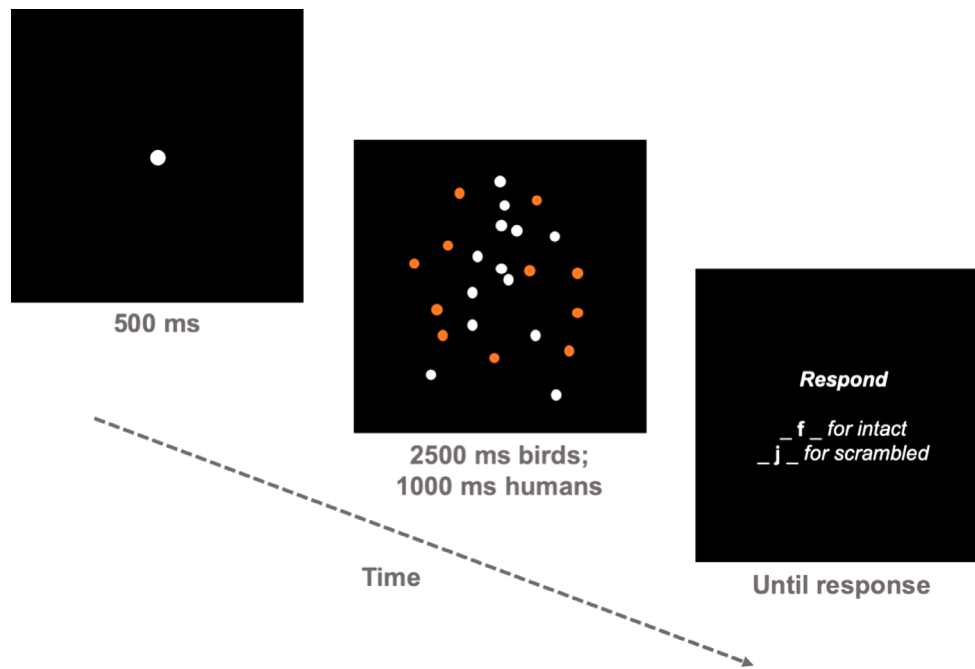 500 ms
2500 ms birds;
1000 ms humans
Respond
_ f _ for intact
_ j _ for scrambled
Until response
Time